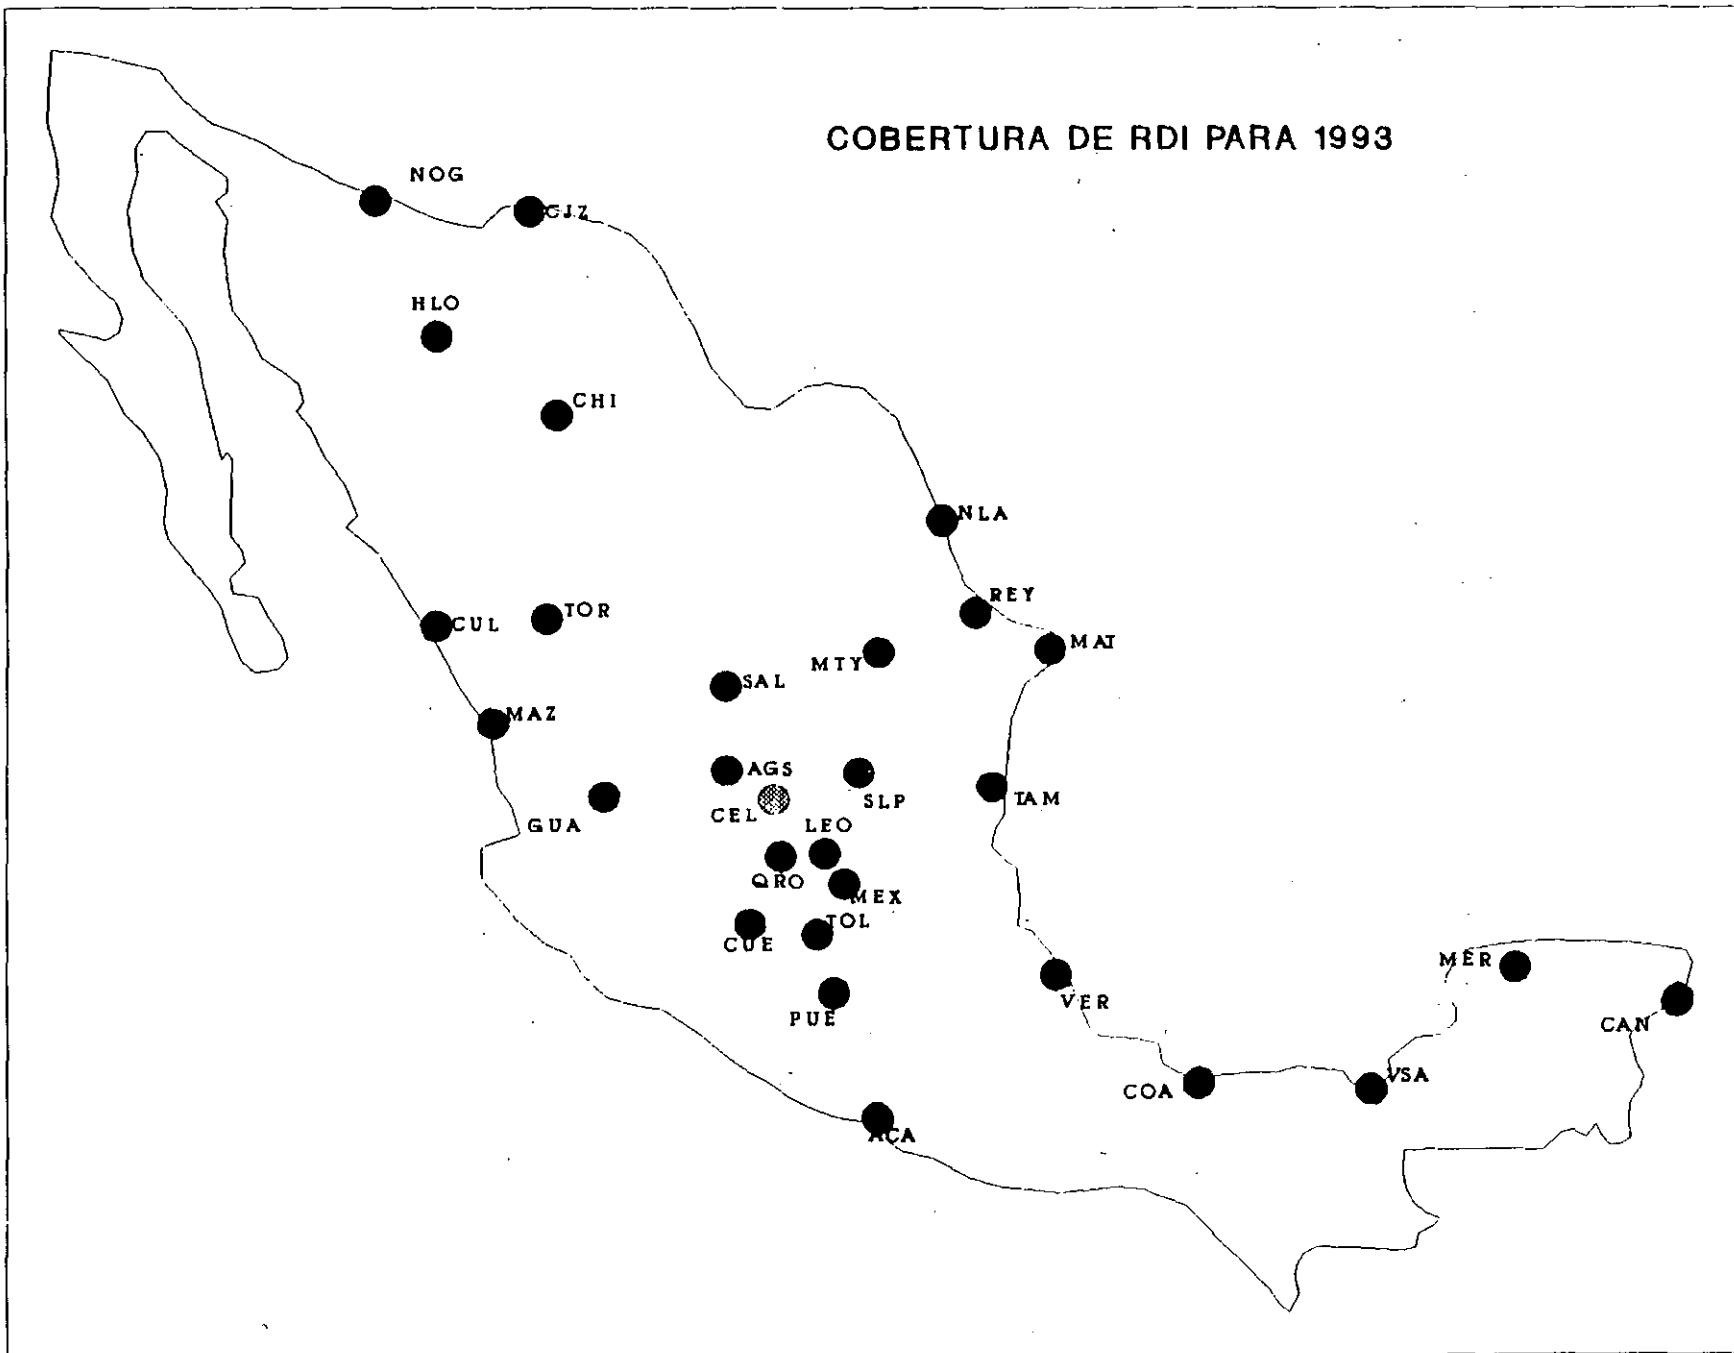 COBERTURA DE RDI PARA 1993
NOG
CJZ
HLO
CHI
NLA
REY
TOR
CUL
MAT
MTY
SAL
MAZ
AGS
SLP
TAM
CEL
LEO
GUA
QRO
MEX
TOL
CUE
MER
VER
PUE
CAN
VSA
COA
ACA